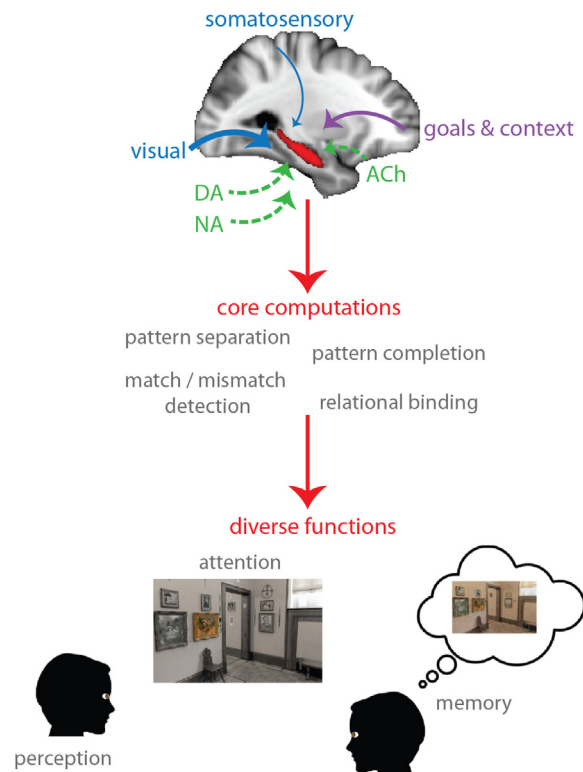 somatosensory
goals & context
visual
ACh
DA
NA
core computations
pattern separation
pattern completion
match / mismatch
detection
relational binding
diverse functions
attention
memory
perception